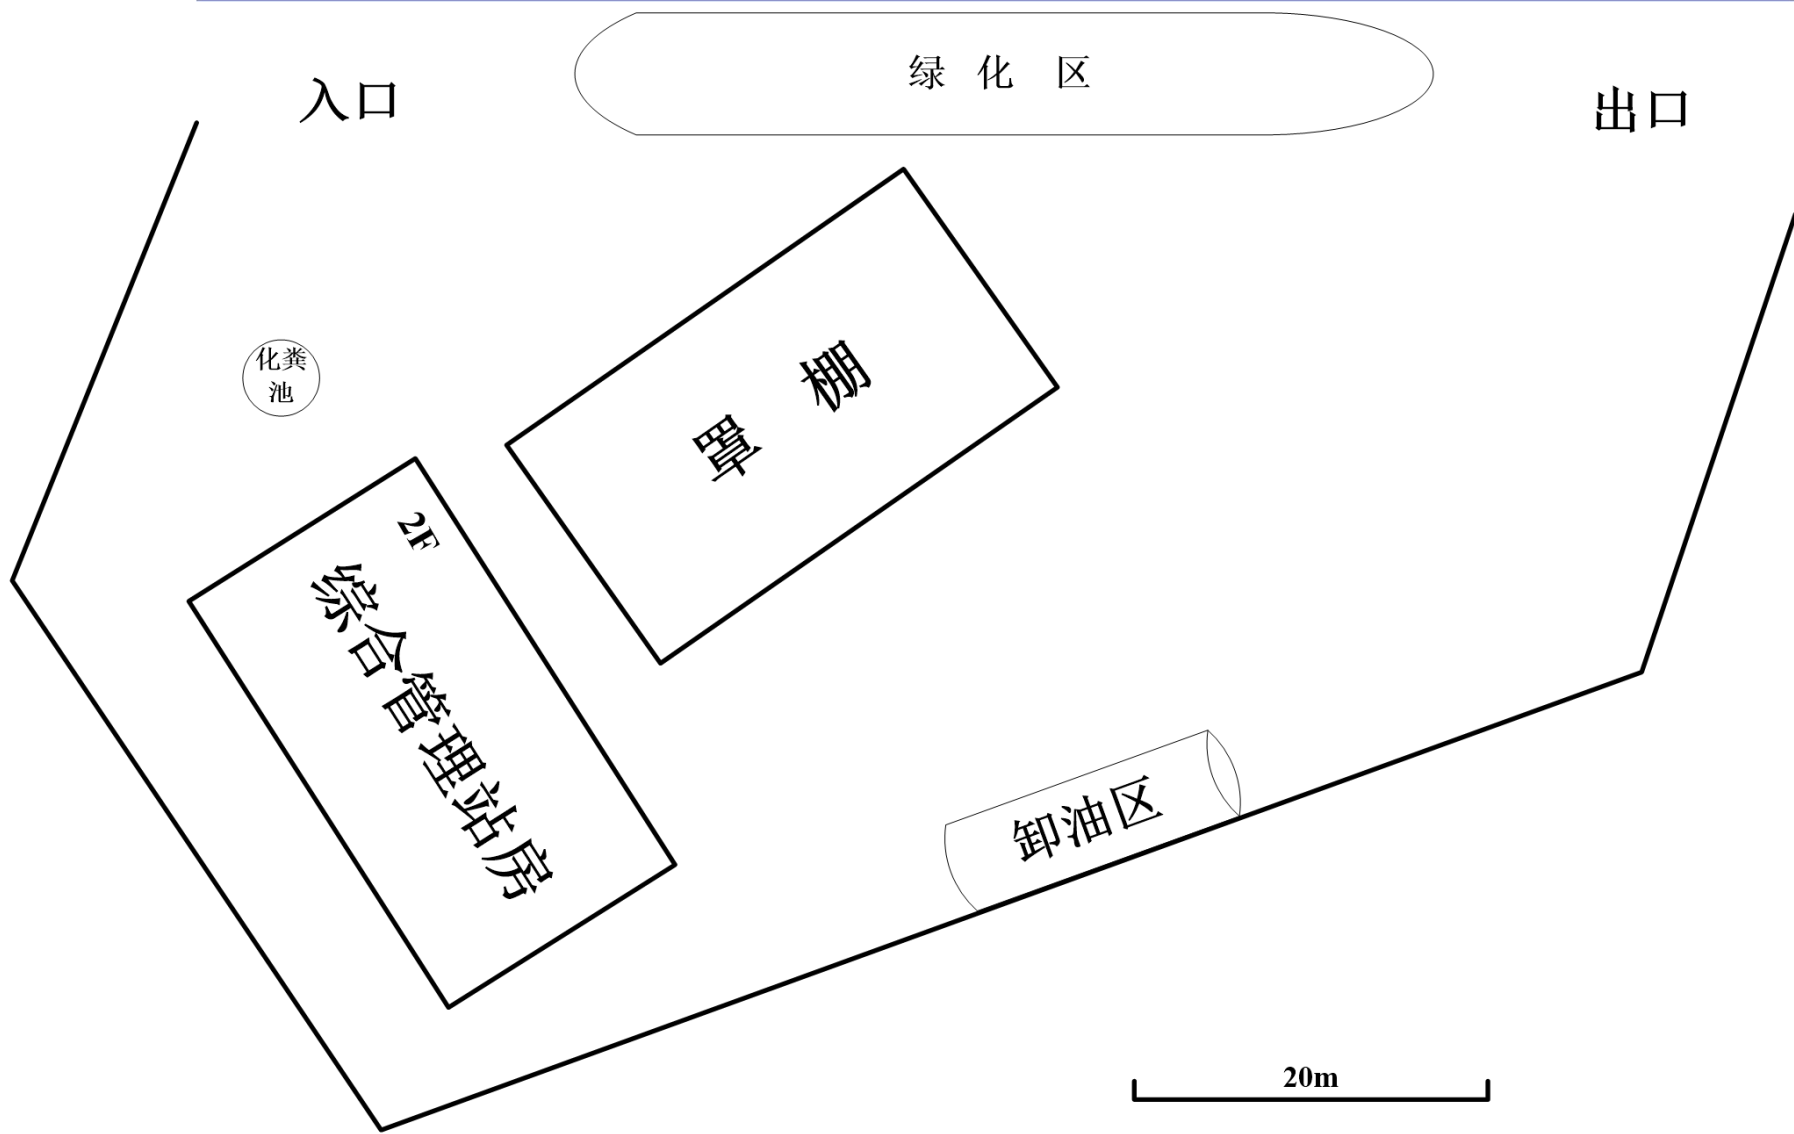 绿 化 区
入口
出口
化粪
池
罩 棚
2F
综合管理站房
卸油区
20m